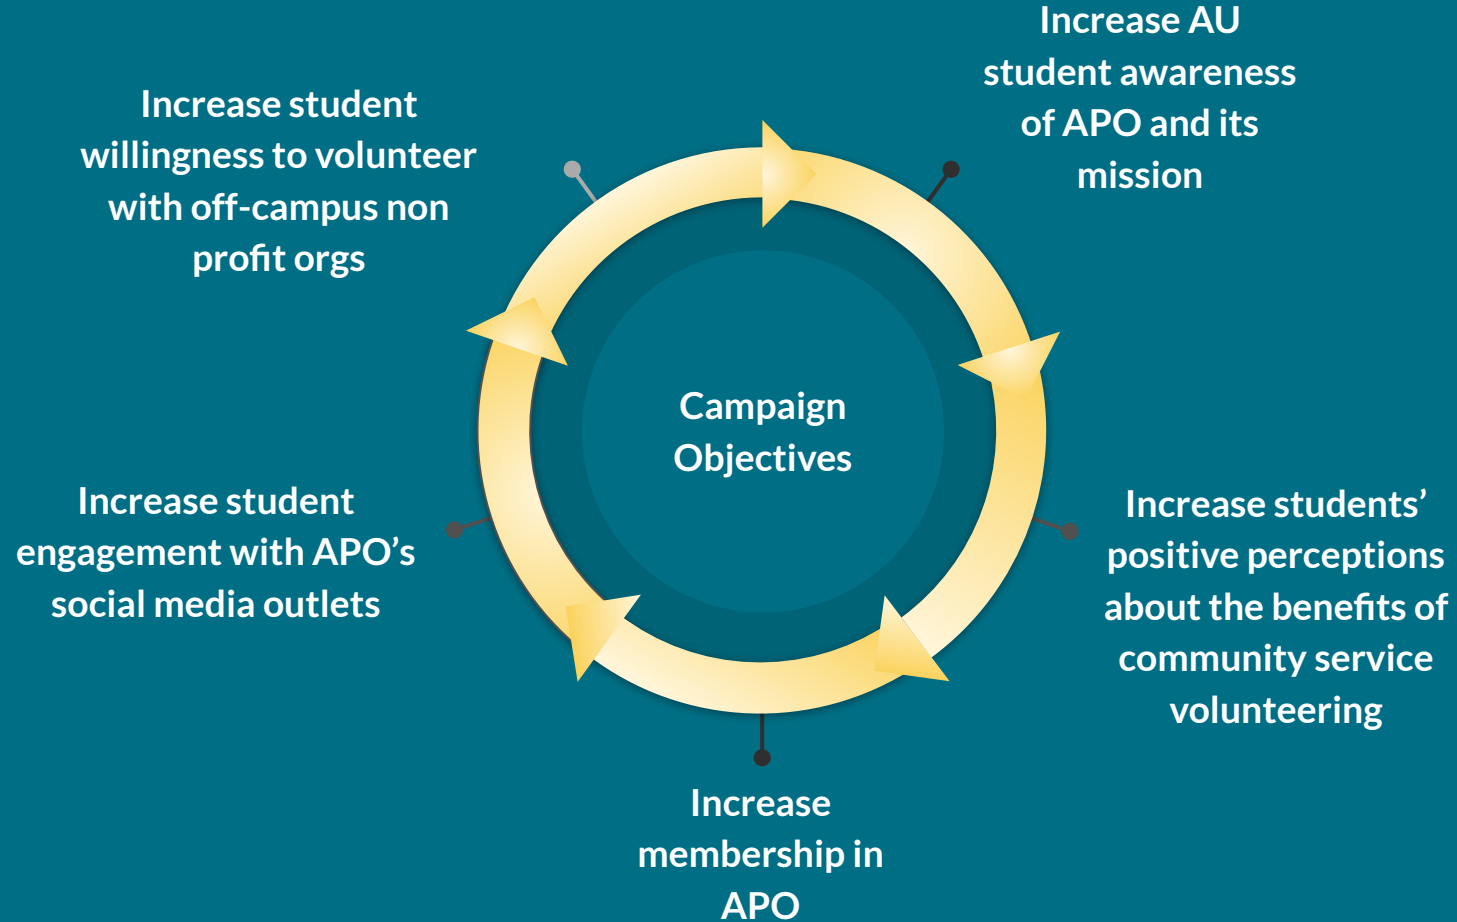 Increase AU
student awareness
of APO and its
mission
Increase student
willingness to volunteer
with off-campus non
profit orgs
Campaign
Objectives
Increase student
engagement with APO’s
social media outlets
Increase students’
positive perceptions
about the benefits of
community service
volunteering
Increase
membership in
APO